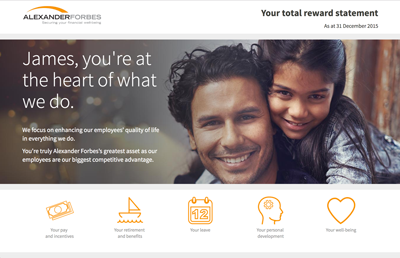 ALEXANDERFORBES
Securing your financial well-being
Your total reward statement
As at 31 December 2015
James, you're at
the heart of what
we do.
We focus on enhancing our employees' quality of life
in everything we do.
You're truly Alexander Forbes's greatest asset as our
employees are our biggest competitive advantage.
12
Your pay
and incentives
Your retirement
and benefits
Your leave
Your personal
development
Your well-being